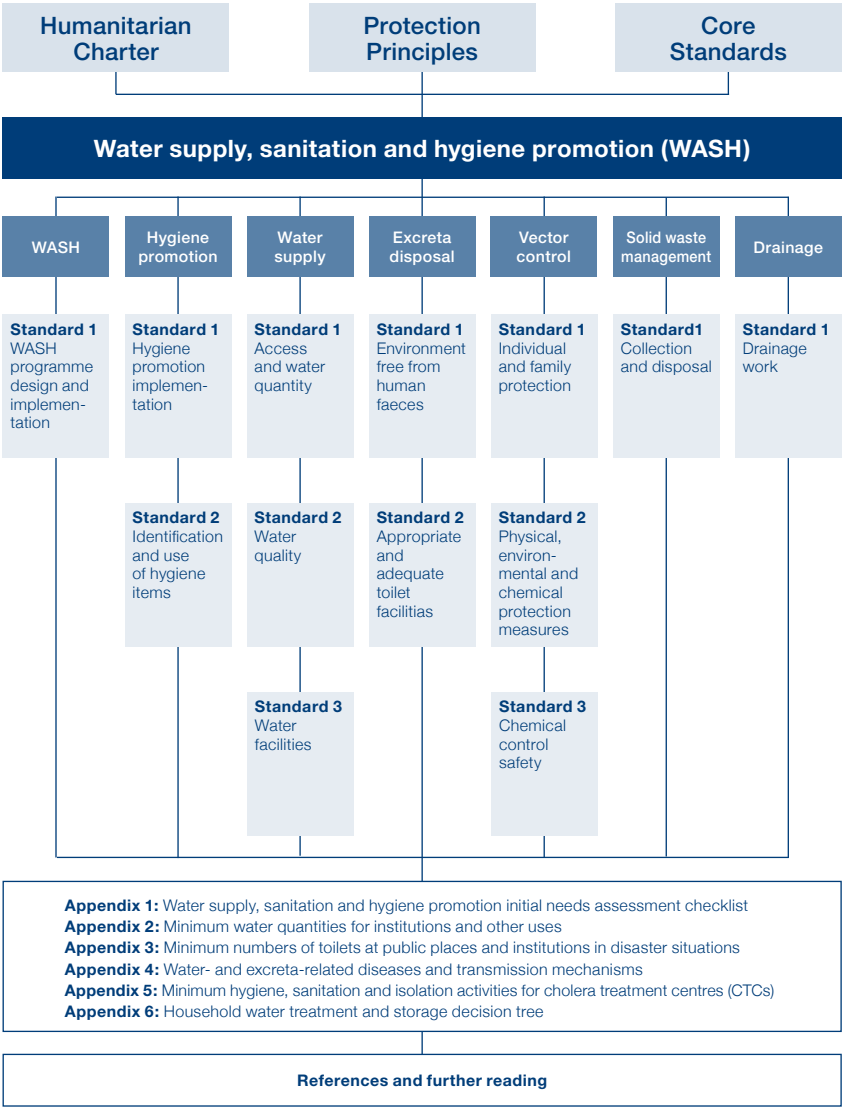 Humanitarian
Charter
Protection
Principles
Core
Standards
Water supply, sanitation and hygiene promotion (WASH)
WASH
Hygiene
promotion
Water
supply
Excreta
disposal
Vector
control
Solid waste
management
Drainage
Standard 1
WASH
programme
design and
implemen-
tation
Standard 1
Hygiene
promotion
implemen-
tation
Standard 1
Access
and water
quantity
Standard 1
Environment
free from
human
faeces
Standard 1
Individual
and family
protection
Standard1
Collection
and disposal
Standard 1
Drainage
work
Standard 2
Identification
and use
of hygiene
items
Standard 2
Water
quality
Standard 2
Appropriate
and
adequate
toilet
facilitias
Standard 2
Physical,
environ-
mental and
chemical
protection
measures
Standard 3
Water
facilities
Standard 3
Chemical
control
safety
Appendix 1: Water supply, sanitation and hygiene promotion initial needs assessment checklist
Appendix 2: Minimum water quantities for institutions and other uses
Appendix 3: Minimum numbers of toilets at public places and institutions in disaster situations
Appendix 4: Water- and excreta-related diseases and transmission mechanisms
Appendix 5: Minimum hygiene, sanitation and isolation activities for cholera treatment centres (CTCs)
Appendix 6: Household water treatment and storage decision tree
References and further reading